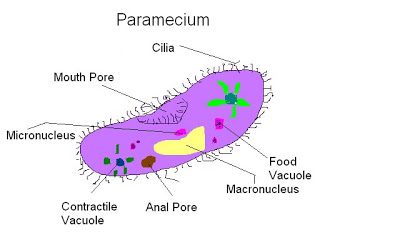 Paramecium
Cilia
Mouth Pore
Micronucleus
Food
Vacuole
Macronucleus
Contractile
Vacuole
Anal Pore